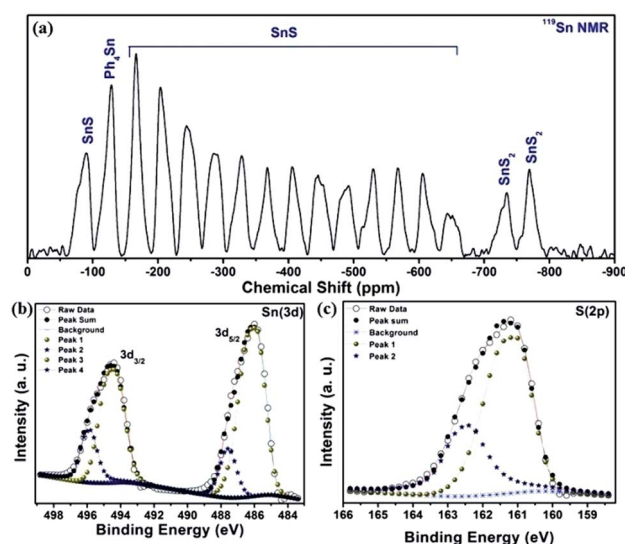 (a)
SnS
Ph4Sn
SnS
119Sn NMR
SnS2
SnS2
0 -100 -200 -300 -400 -500 -600 -700 -800 -900
Chemical Shift (ppm)
(b)
Raw Data
Peak Sum
Background
Peak 1
Peak 2
Peak 3
Peak 4
3d3/2
3d5/2
Sn(3d)
Intensity (a. u.)
498 496 494 492 490 488 486 484
Binding Energy (eV)
(c)
Raw Data
Peak sum
Background
Peak 1
Peak 2
S(2p)
Intensity (a. u.)
166 165 164 163 162 161 160 159
Binding Energy (eV)